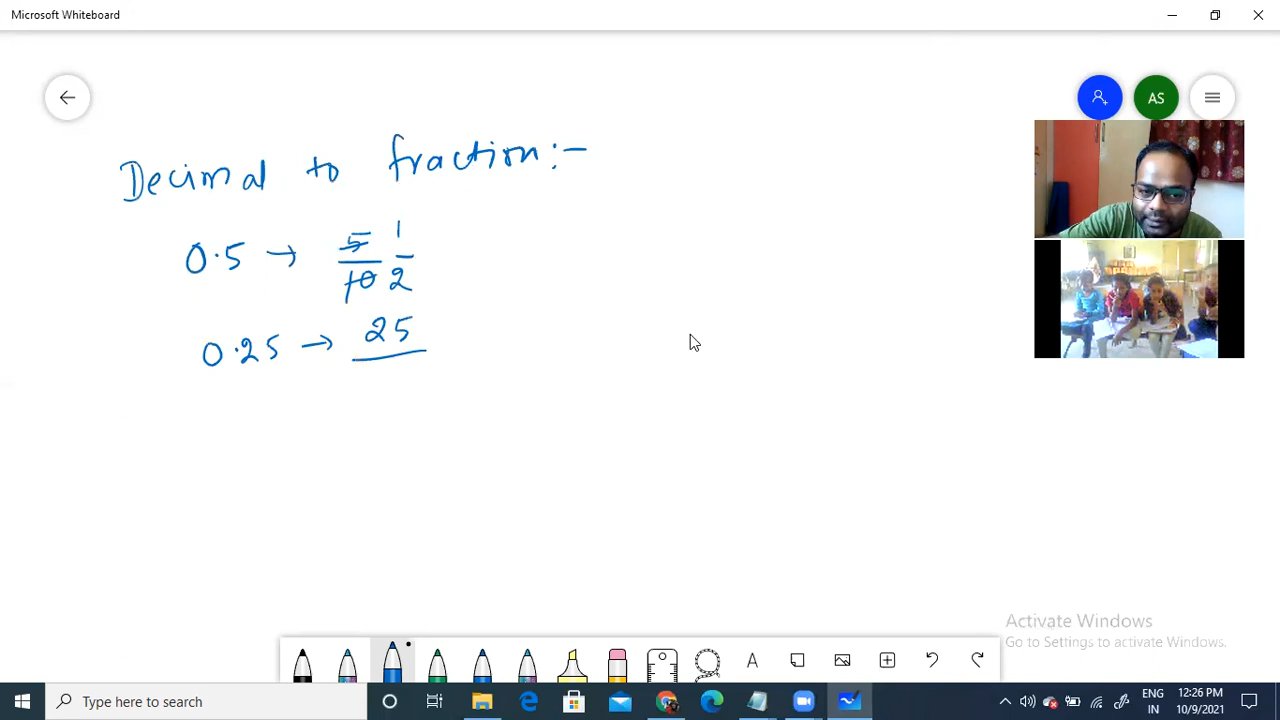 Microsoft Whiteboard
AS
Decimal to fraction:-
0.5 → 5/10 1/2
0.25 → 25
Activate Windows
Go to Settings to activate Windows.
A
Type here to search
ENG
IN
12:26 PM
10/9/2021